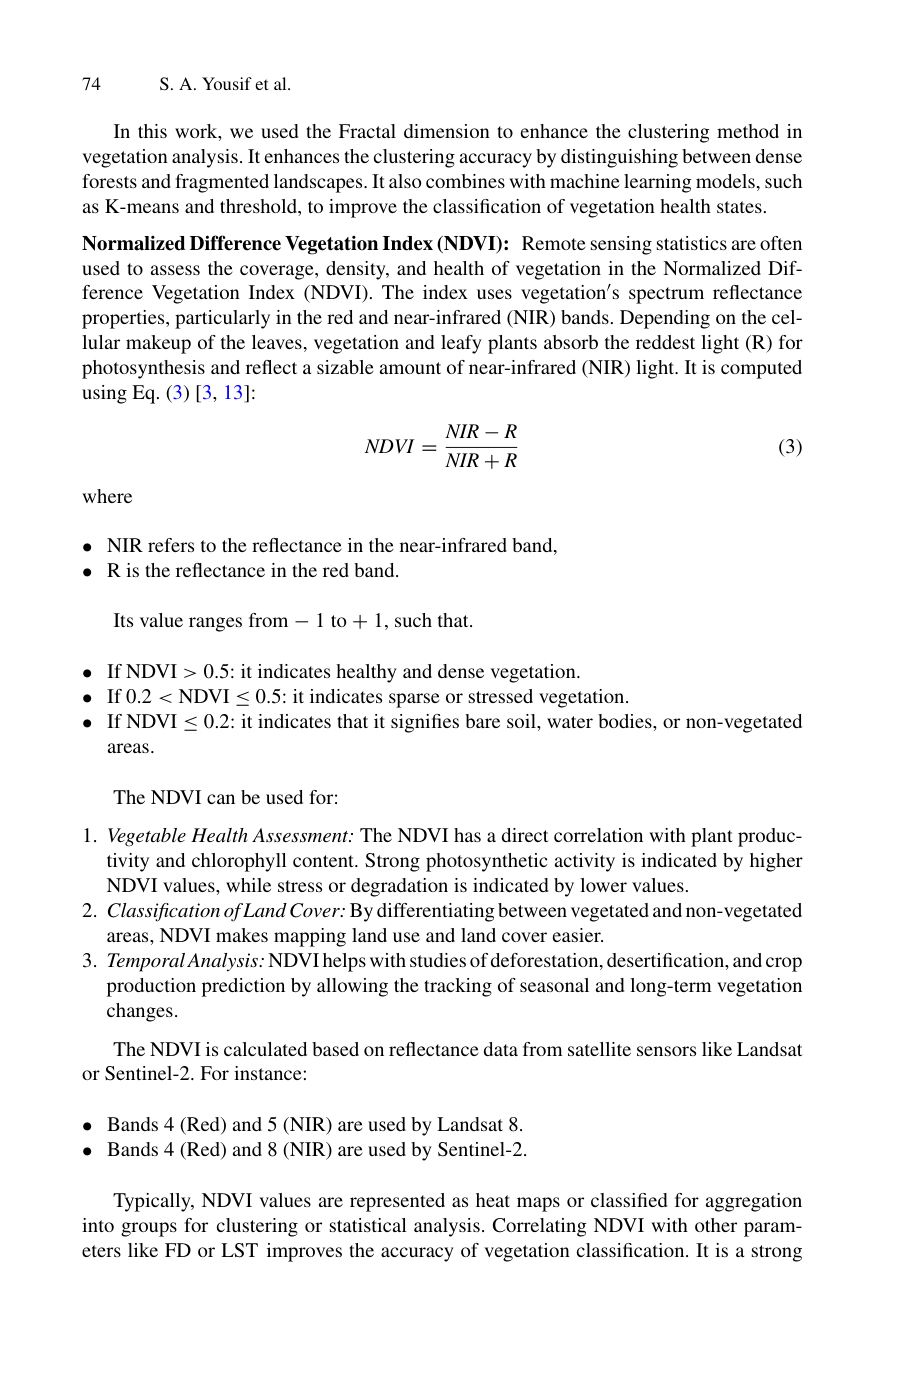 74 S. A. Yousif et al.
In this work, we used the Fractal dimension to enhance the clustering method in
vegetation analysis. It enhances the clustering accuracy by distinguishing between dense
forests and fragmented landscapes. It also combines with machine learning models, such
as K-means and threshold, to improve the classification of vegetation health states.
Normalized Difference Vegetation Index (NDVI): Remote sensing statistics are often
used to assess the coverage, density, and health of vegetation in the Normalized Dif-
ference Vegetation Index (NDVI). The index uses vegetation′s spectrum reflectance
properties, particularly in the red and near-infrared (NIR) bands. Depending on the cel-
lular makeup of the leaves, vegetation and leafy plants absorb the reddest light (R) for
photosynthesis and reflect a sizable amount of near-infrared (NIR) light. It is computed
using Eq. (3) [3, 13]:
NDVI = (NIR − R) / (NIR + R) (3)
where
• NIR refers to the reflectance in the near-infrared band,
• R is the reflectance in the red band.
Its value ranges from − 1 to + 1, such that.
• If NDVI > 0.5: it indicates healthy and dense vegetation.
• If 0.2 < NDVI ≤ 0.5: it indicates sparse or stressed vegetation.
• If NDVI ≤ 0.2: it indicates that it signifies bare soil, water bodies, or non-vegetated
areas.
The NDVI can be used for:
1. Vegetable Health Assessment: The NDVI has a direct correlation with plant produc-
tivity and chlorophyll content. Strong photosynthetic activity is indicated by higher
NDVI values, while stress or degradation is indicated by lower values.
2. Classification of Land Cover: By differentiating between vegetated and non-vegetated
areas, NDVI makes mapping land use and land cover easier.
3. Temporal Analysis: NDVI helps with studies of deforestation, desertification, and crop
production prediction by allowing the tracking of seasonal and long-term vegetation
changes.
The NDVI is calculated based on reflectance data from satellite sensors like Landsat
or Sentinel-2. For instance:
• Bands 4 (Red) and 5 (NIR) are used by Landsat 8.
• Bands 4 (Red) and 8 (NIR) are used by Sentinel-2.
Typically, NDVI values are represented as heat maps or classified for aggregation
into groups for clustering or statistical analysis. Correlating NDVI with other param-
eters like FD or LST improves the accuracy of vegetation classification. It is a strong